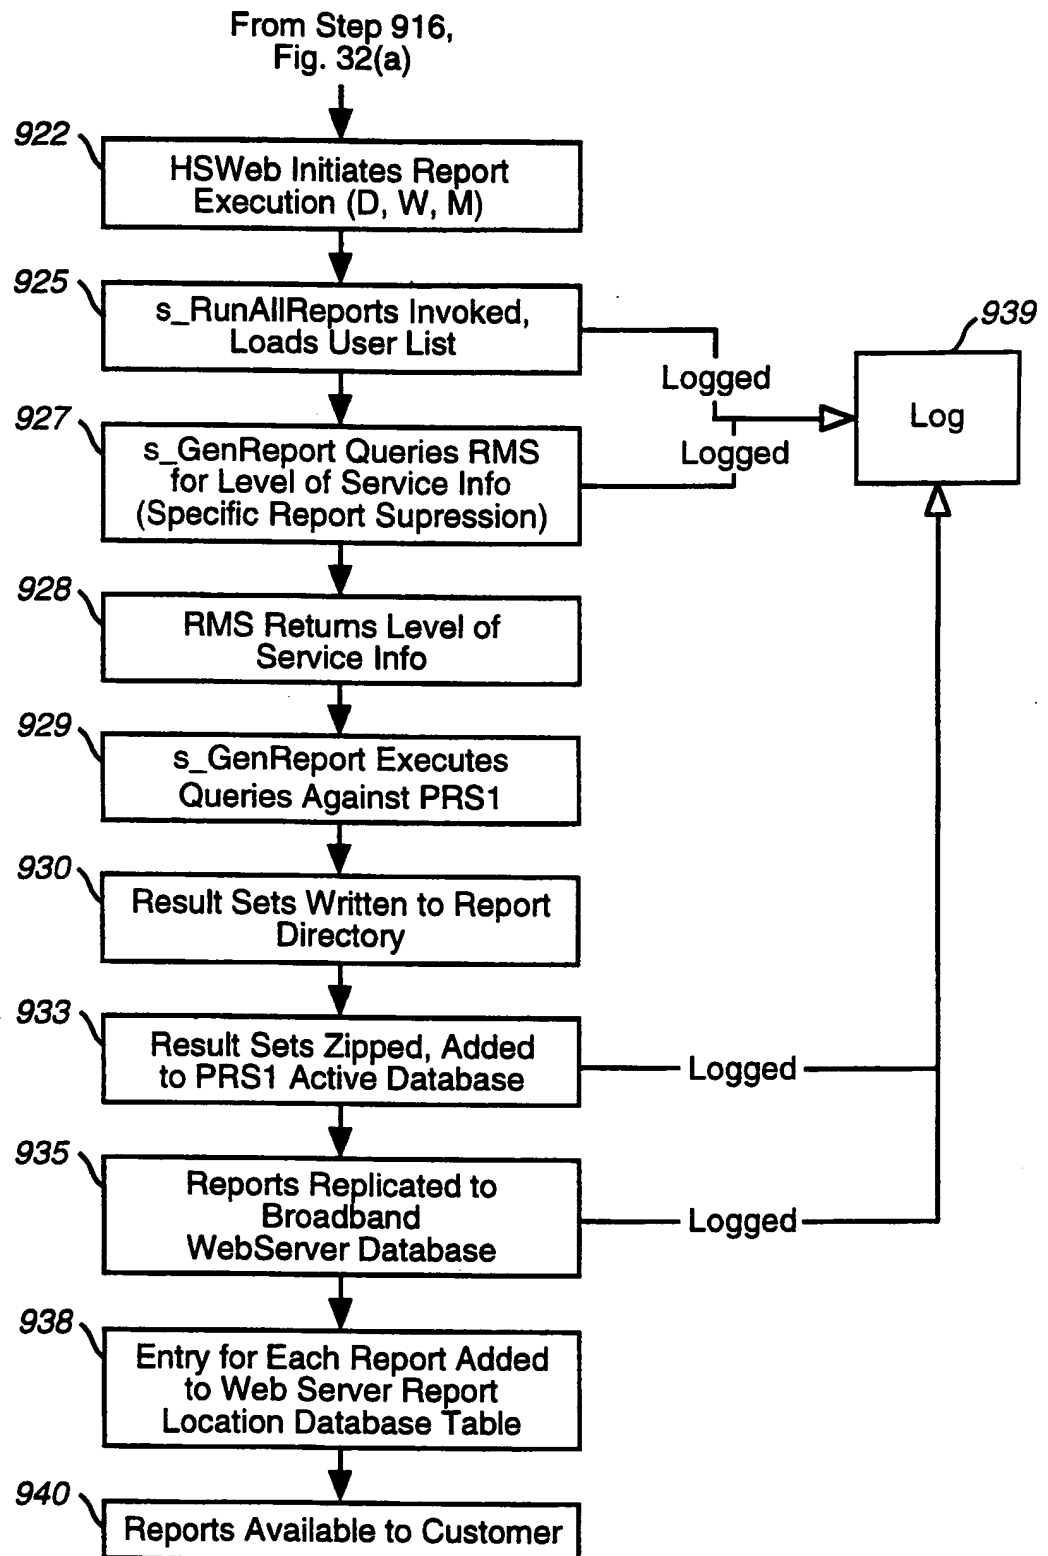 From Step 916,
Fig. 32(a)
922
HSWeb Initiates Report
Execution (D, W, M)
925
s_RunAllReports Invoked,
Loads User List
Logged
939
Log
927
s_GenReport Queries RMS
for Level of Service Info
(Specific Report Supression)
Logged
928
RMS Returns Level of
Service Info
929
s_GenReport Executes
Queries Against PRS1
930
Result Sets Written to Report
Directory
933
Result Sets Zipped, Added
to PRS1 Active Database
Logged
935
Reports Replicated to
Broadband
WebServer Database
Logged
938
Entry for Each Report Added
to Web Server Report
Location Database Table
940
Reports Available to Customer